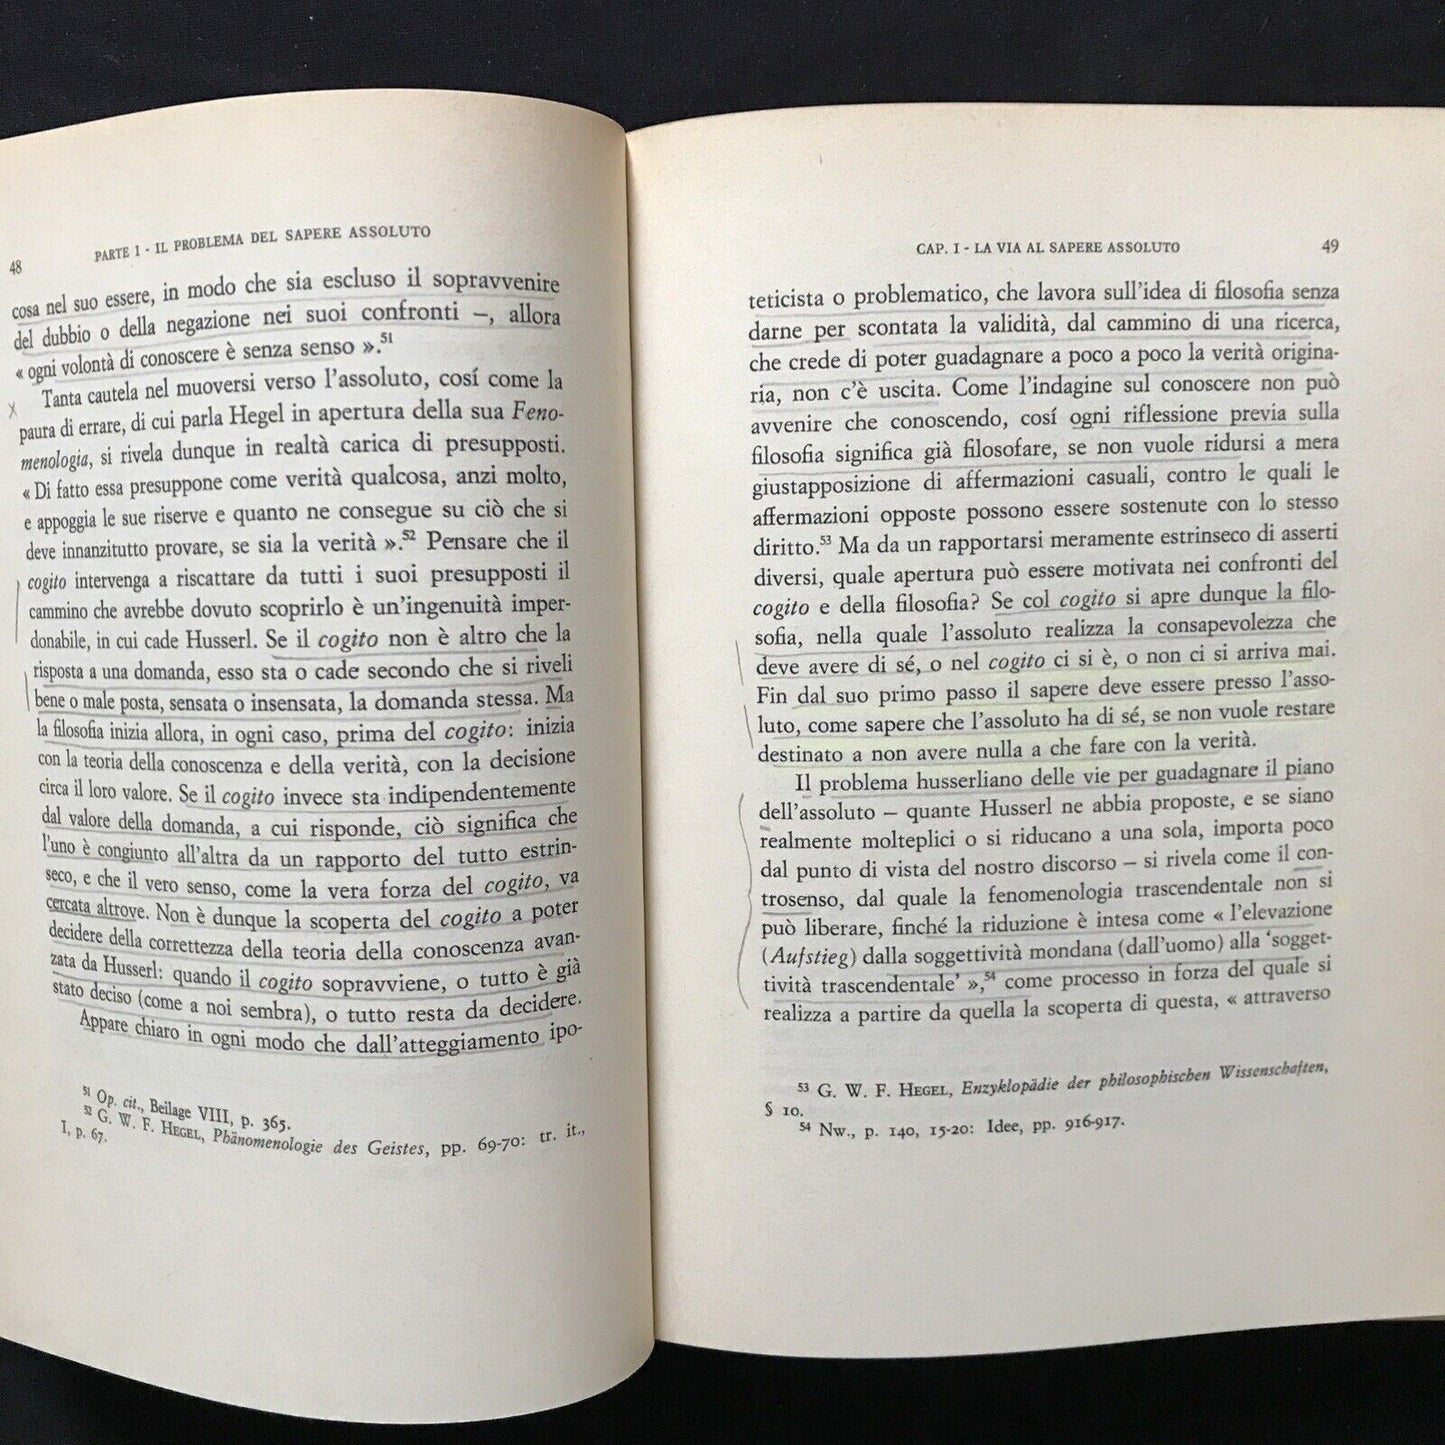 48
PARTE I - IL PROBLEMA DEL SAPERE ASSOLUTO
cosa nel suo essere, in modo che sia escluso il sopravvenire
del dubbio o della negazione nei suoi confronti –, allora
« ogni volontà di conoscere è senza senso ».51
Tanta cautela nel muoversi verso l'assoluto, cosí come la
paura di errare, di cui parla Hegel in apertura della sua Feno-
menologia, si rivela dunque in realtà carica di presupposti.
« Di fatto essa presuppone come verità qualcosa, anzi molto,
e appoggia le sue riserve e quanto ne consegue su ciò che si
deve innanzitutto provare, se sia la verità ».52 Pensare che il
cogito intervenga a riscattare da tutti i suoi presupposti il
cammino che avrebbe dovuto scoprirlo è un'ingenuità imper-
donabile, in cui cade Husserl. Se il cogito non è altro che la
risposta a una domanda, esso sta o cade secondo che si riveli
bene o male posta, sensata o insensata, la domanda stessa. Ma
la filosofia inizia allora, in ogni caso, prima del cogito: inizia
con la teoria della conoscenza e della verità, con la decisione
circa il loro valore. Se il cogito invece sta indipendentemente
dal valore della domanda, a cui risponde, ciò significa che
l'uno è congiunto all'altra da un rapporto del tutto estrin-
seco, e che il vero senso, come la vera forza del cogito, va
cercata altrove. Non è dunque la scoperta del cogito a poter
decidere della correttezza della teoria della conoscenza avan-
zata da Husserl: quando il cogito sopravviene, o tutto è già
stato deciso (come a noi sembra), o tutto resta da decidere.
Appare chiaro in ogni modo che dall'atteggiamento ipo-
51 Op. cit., Beilage VIII, p. 365.
52 G. W. F. HEGEL, Phänomenologie des Geistes, pp. 69-70: tr. it.,
I, p. 67.
CAP. I - LA VIA AL SAPERE ASSOLUTO
49
teticista o problematico, che lavora sull'idea di filosofia senza
darne per scontata la validità, dal cammino di una ricerca,
che crede di poter guadagnare a poco a poco la verità origina-
ria, non c'è uscita. Come l'indagine sul conoscere non può
avvenire che conoscendo, cosí ogni riflessione previa sulla
filosofia significa già filosofare, se non vuole ridursi a mera
giustapposizione di affermazioni casuali, contro le quali le
affermazioni opposte possono essere sostenute con lo stesso
diritto.53 Ma da un rapportarsi meramente estrinseco di asserti
diversi, quale apertura può essere motivata nei confronti del
cogito e della filosofia? Se col cogito si apre dunque la filo-
sofia, nella quale l'assoluto realizza la consapevolezza che
deve avere di sé, o nel cogito ci si è, o non ci si arriva mai.
Fin dal suo primo passo il sapere deve essere presso l'asso-
luto, come sapere che l'assoluto ha di sé, se non vuole restare
destinato a non avere nulla a che fare con la verità.
Il problema husserliano delle vie per guadagnare il piano
dell'assoluto – quante Husserl ne abbia proposte, e se siano
realmente molteplici o si riducano a una sola, importa poco
dal punto di vista del nostro discorso – si rivela come il con-
trosenso, dal quale la fenomenologia trascendentale non si
può liberare, finché la riduzione è intesa come « l'elevazione
(Aufstieg) dalla soggettività mondana (dall'uomo) alla 'sogget-
tività trascendentale' »,54 come processo in forza del quale si
realizza a partire da quella la scoperta di questa, « attraverso
53 G. W. F. HEGEL, Enzyklopädie der philosophischen Wissenschaften,
§ 10.
54 Nw., p. 140, 15-20: Idee, pp. 916-917.